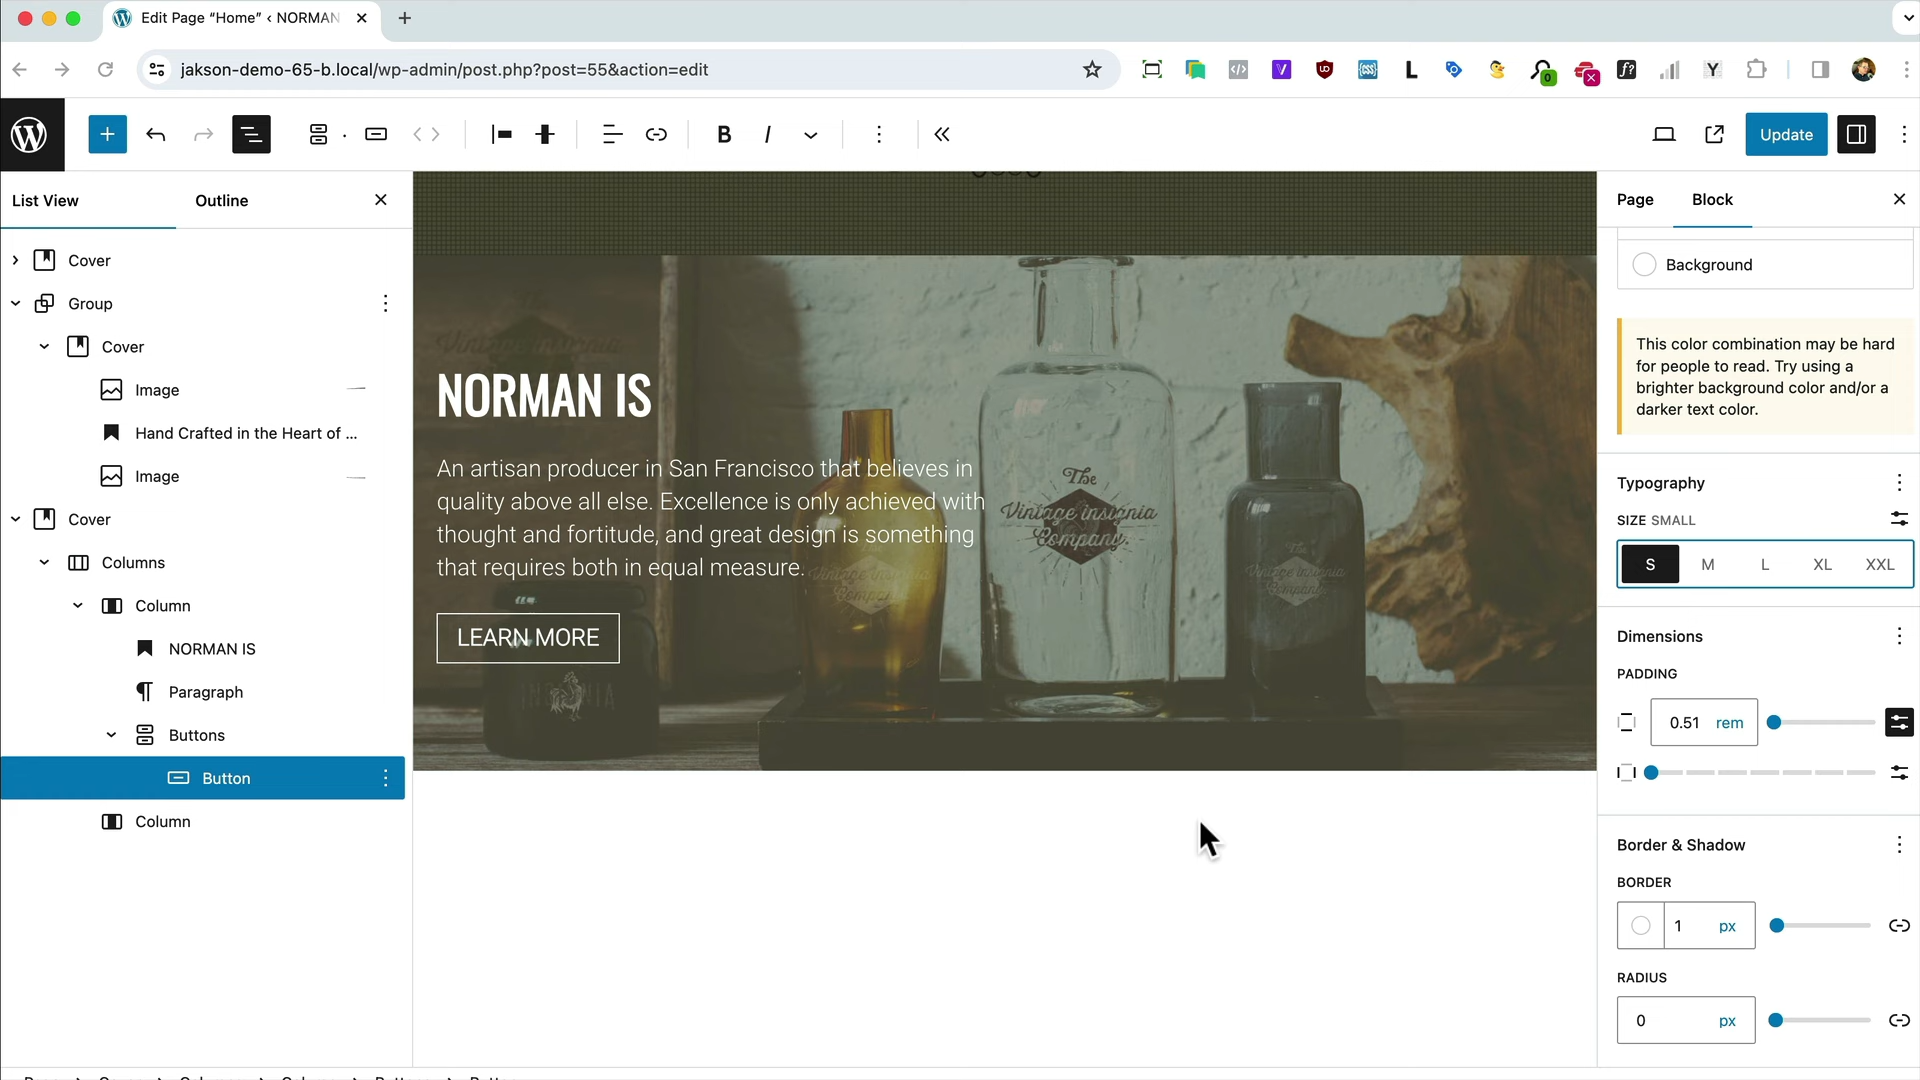 Edit Page “Home” ‹ NORMAN
jakson-demo-65-b.local/wp-admin/post.php?post=55&action=edit
Update
List View
Outline
Page
Block
Cover
Group
Cover
Image
Hand Crafted in the Heart of ...
Image
Cover
Columns
Column
NORMAN IS
Paragraph
Buttons
Button
Column
NORMAN IS
An artisan producer in San Francisco that believes in
quality above all else. Excellence is only achieved with
thought and fortitude, and great design is something
that requires both in equal measure.
LEARN MORE
The
Vintage insignia
Company.
Background
This color combination may be hard
for people to read. Try using a
brighter background color and/or a
darker text color.
Typography
SIZE SMALL
S M L XL XXL
Dimensions
PADDING
0.51 rem
Border & Shadow
BORDER
1 px
RADIUS
0 px